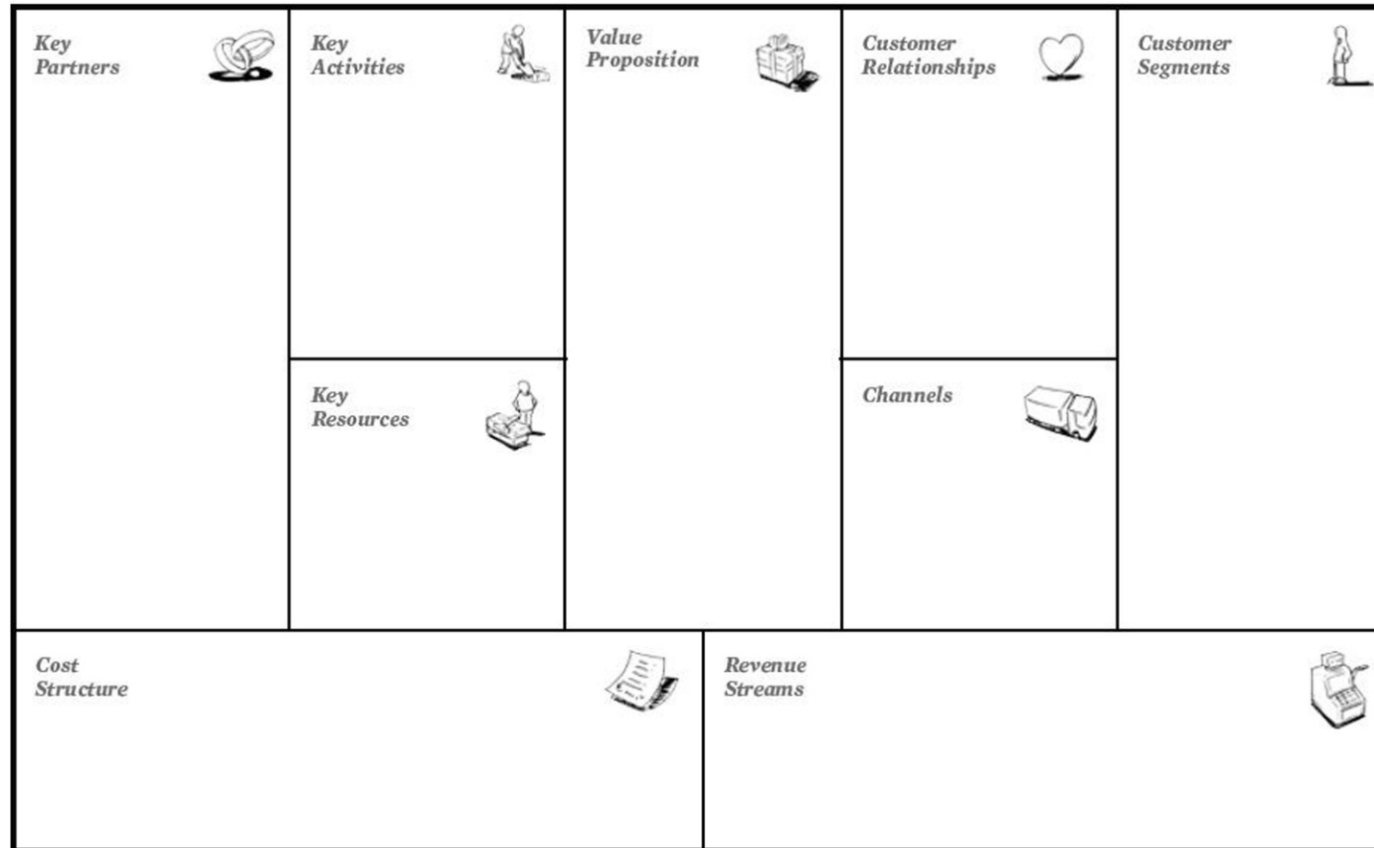 Key
Partners
Key
Activities
Value
Proposition
Customer
Relationships
Customer
Segments
Key
Resources
Channels
Cost
Structure
Revenue
Streams